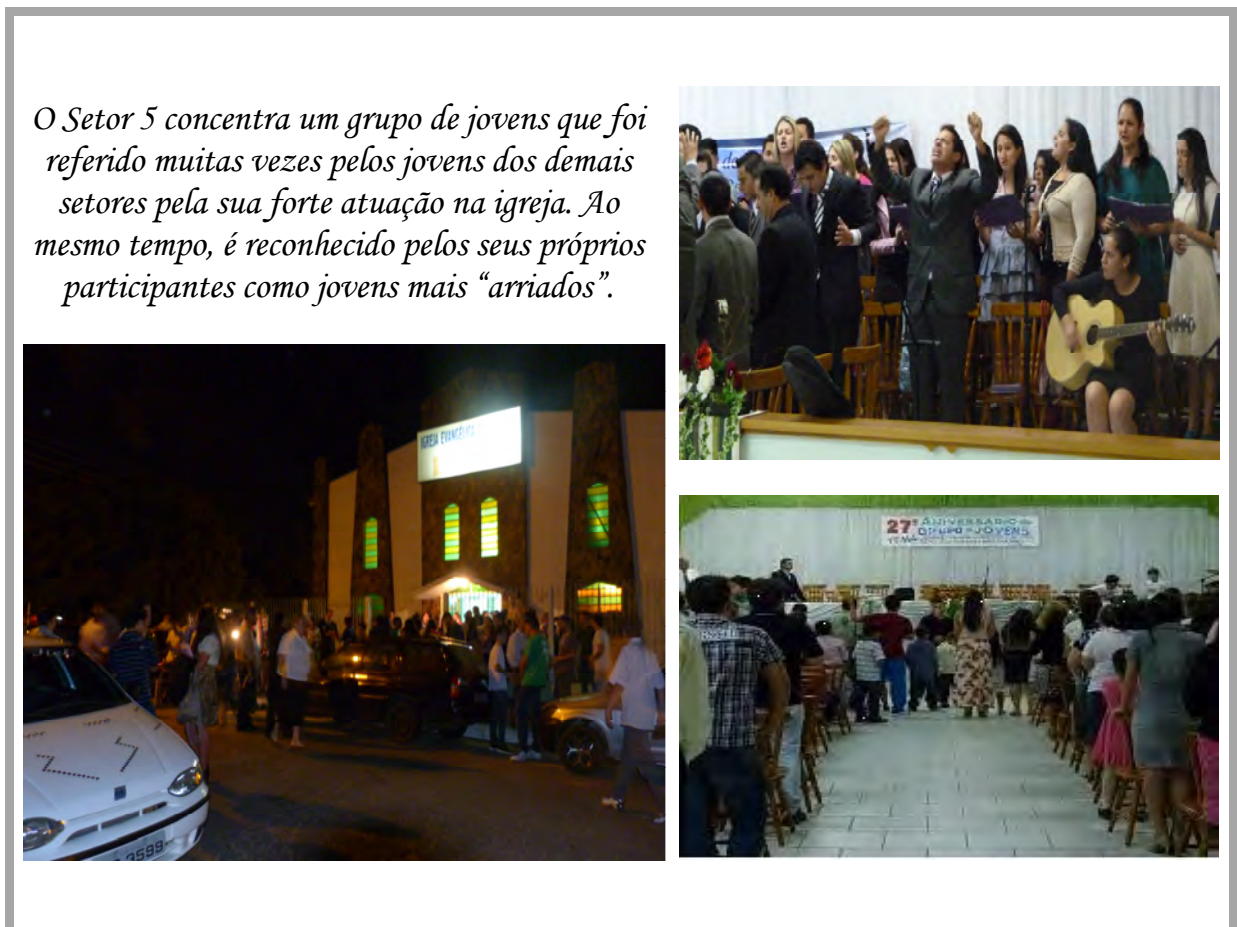 O Setor 5 concentra um grupo de jovens que foi
referido muitas vezes pelos jovens dos demais
setores pela sua forte atuação na igreja. Ao
mesmo tempo, é reconhecido pelos seus próprios
participantes como jovens mais “arriados”.
IGREJA EVANGELICA
27º ANIVERSÁRIO do
GRUPO de JOVENS
3599